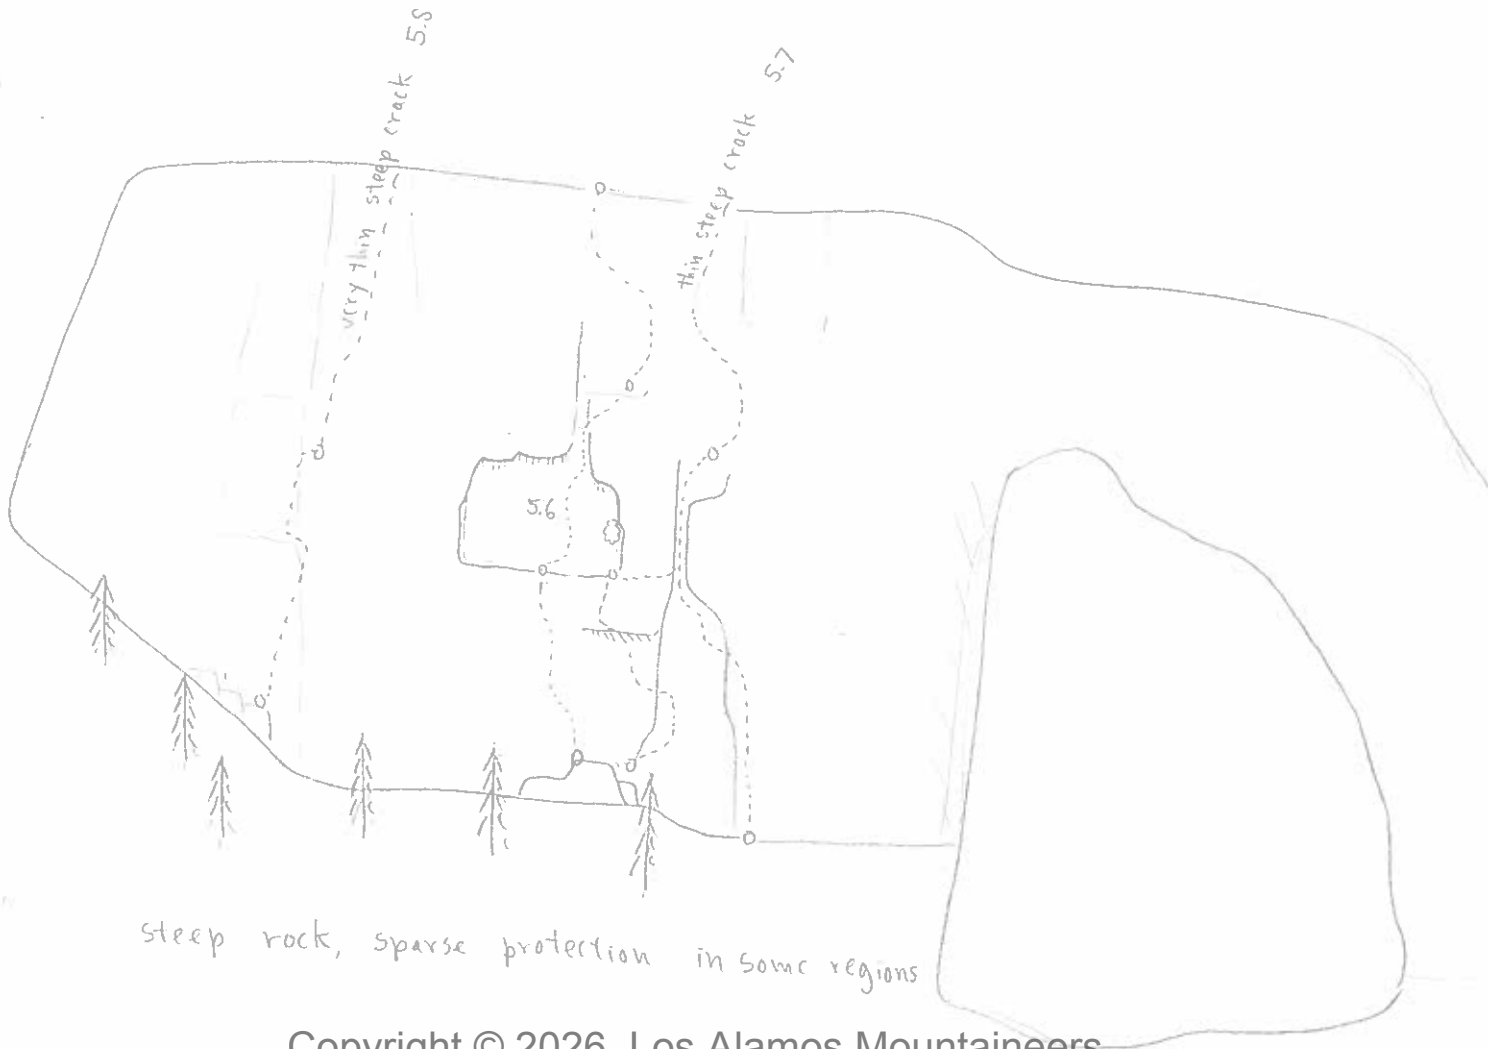 very thin steep crack 5.8
thin steep crack 5.7
5.6
steep rock, sparse protection in some regions
Copyright © 2026, Los Alamos Mountaineers